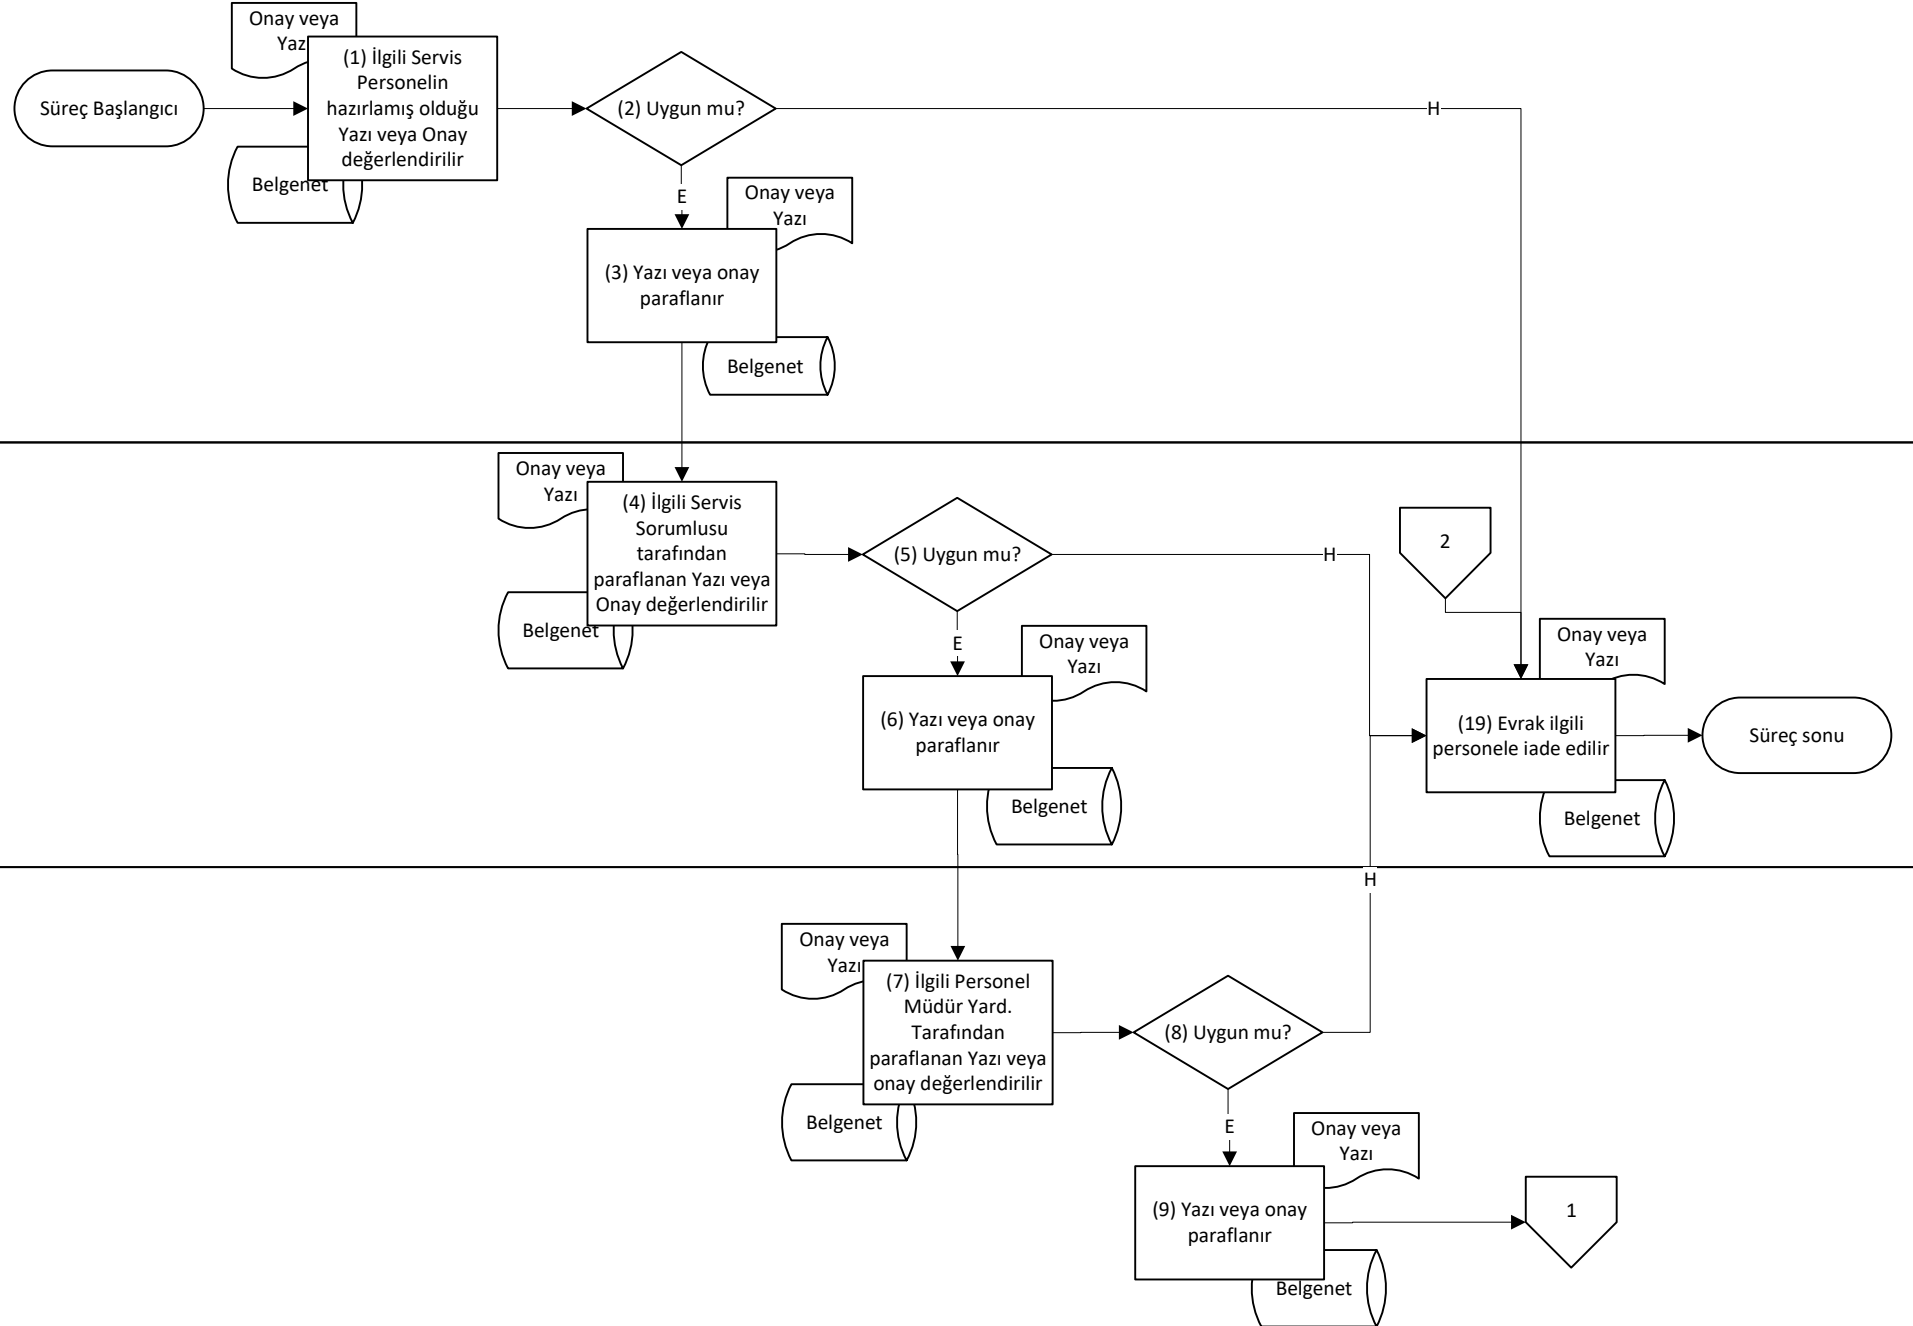 Onay veya
Yazı
Süreç Başlangıcı
(1) İlgili Servis
Personelin
hazırlamış olduğu
Yazı veya Onay
değerlendirilir
Belgenet
(2) Uygun mu?
H
E
Onay veya
Yazı
(3) Yazı veya onay
paraflanır
Belgenet
Onay veya
Yazı
(4) İlgili Servis
Sorumlusu
tarafından
paraflanan Yazı veya
Onay değerlendirilir
Belgenet
(5) Uygun mu?
H
E
2
Onay veya
Yazı
(6) Yazı veya onay
paraflanır
Belgenet
Onay veya
Yazı
(19) Evrak ilgili
personele iade edilir
Belgenet
Süreç sonu
H
Onay veya
Yazı
(7) İlgili Personel
Müdür Yard.
Tarafından
paraflanan Yazı veya
onay değerlendirilir
Belgenet
(8) Uygun mu?
E
Onay veya
Yazı
(9) Yazı veya onay
paraflanır
Belgenet
1